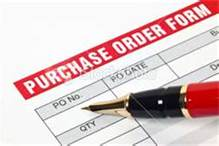 PURCHASE ORDER FORM
PO No.
PO DATE
QTY